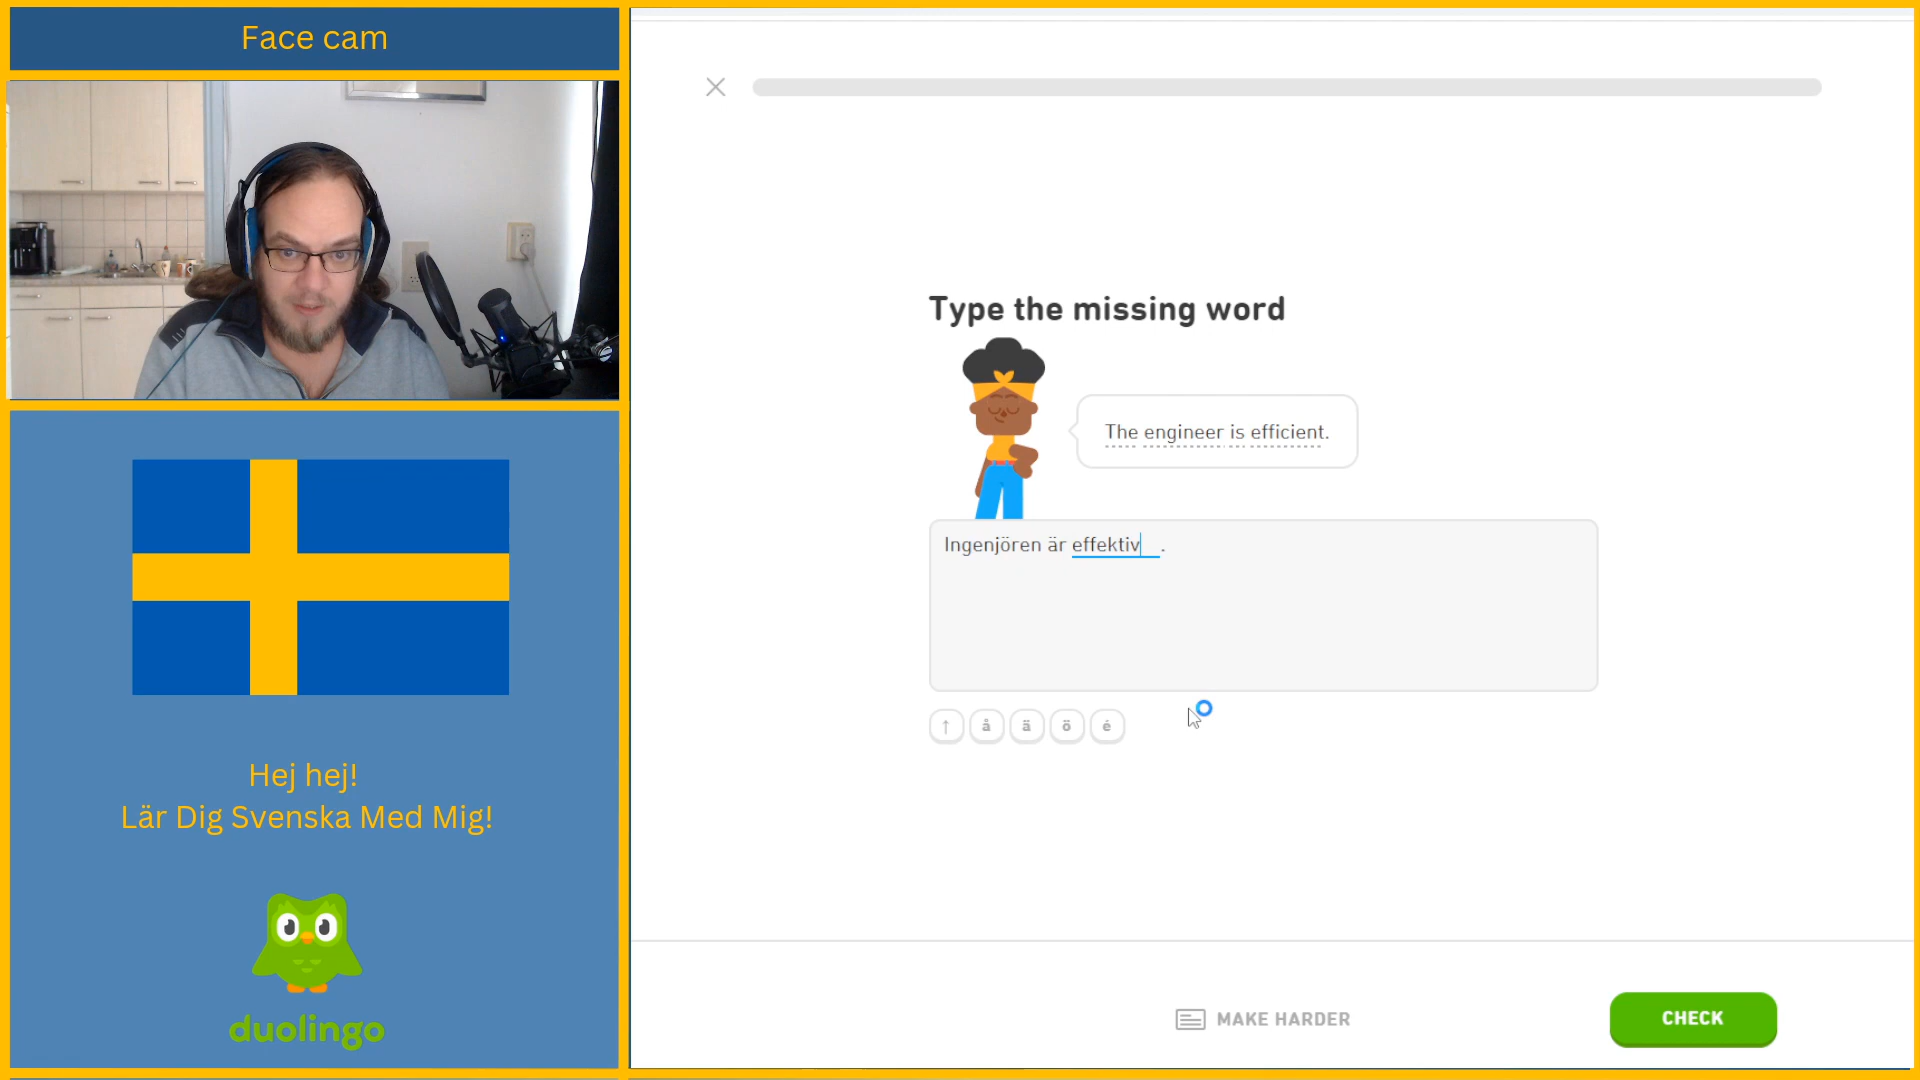 Face cam
Hej hej!
Lär Dig Svenska Med Mig!
duolingo
Type the missing word
The engineer is efficient.
Ingenjören är effektiv .
↑ å ä ö é
MAKE HARDER
CHECK